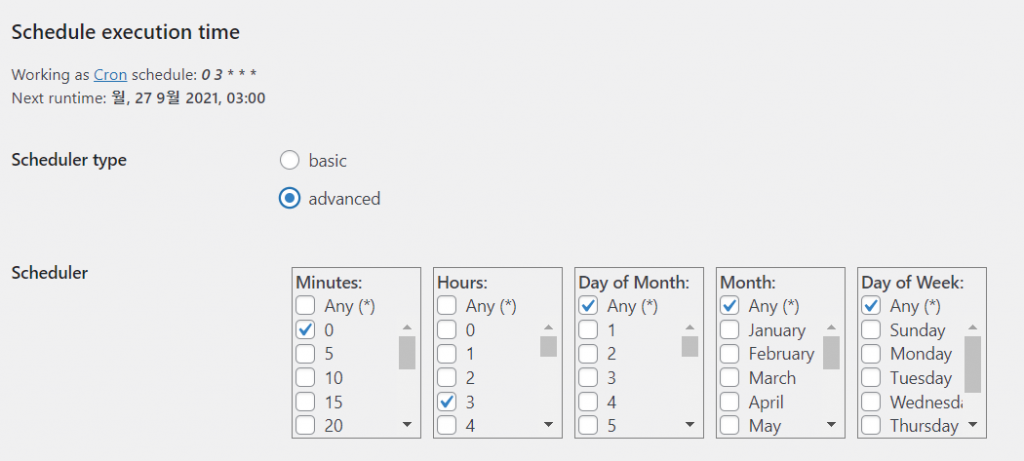 Schedule execution time
Working as Cron schedule: 0 3 * * *
Next runtime: 월, 27 9월 2021, 03:00
Scheduler type
basic
advanced
Scheduler
Minutes:
Any (*)
0
5
10
15
20
Hours:
Any (*)
0
1
2
3
4
Day of Month:
Any (*)
1
2
3
4
5
Month:
Any (*)
January
February
March
April
May
Day of Week:
Any (*)
Sunday
Monday
Tuesday
Wednesd
Thursday